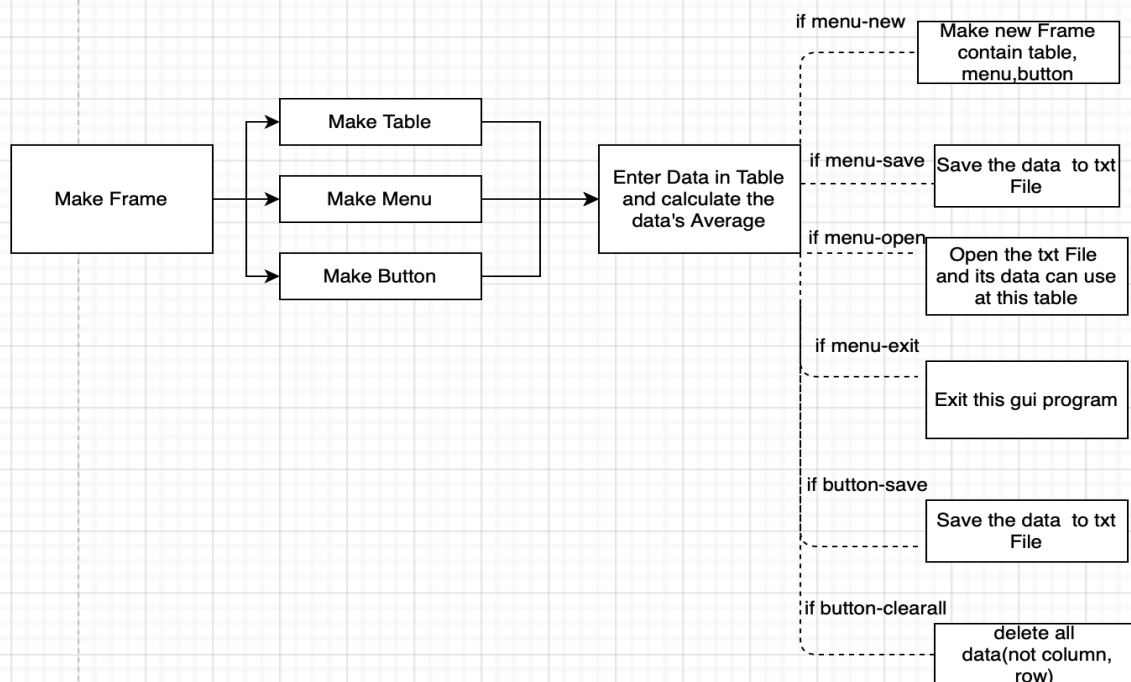 if menu-new
Make new Frame
contain table,
menu,button
Make Table
Make Frame
Make Menu
Make Button
Enter Data in Table
and calculate the
data's Average
if menu-save
Save the data to txt
File
if menu-open
Open the txt File
and its data can use
at this table
if menu-exit
Exit this gui program
if button-save
Save the data to txt
File
if button-clearall
delete all
data(not column,
row)